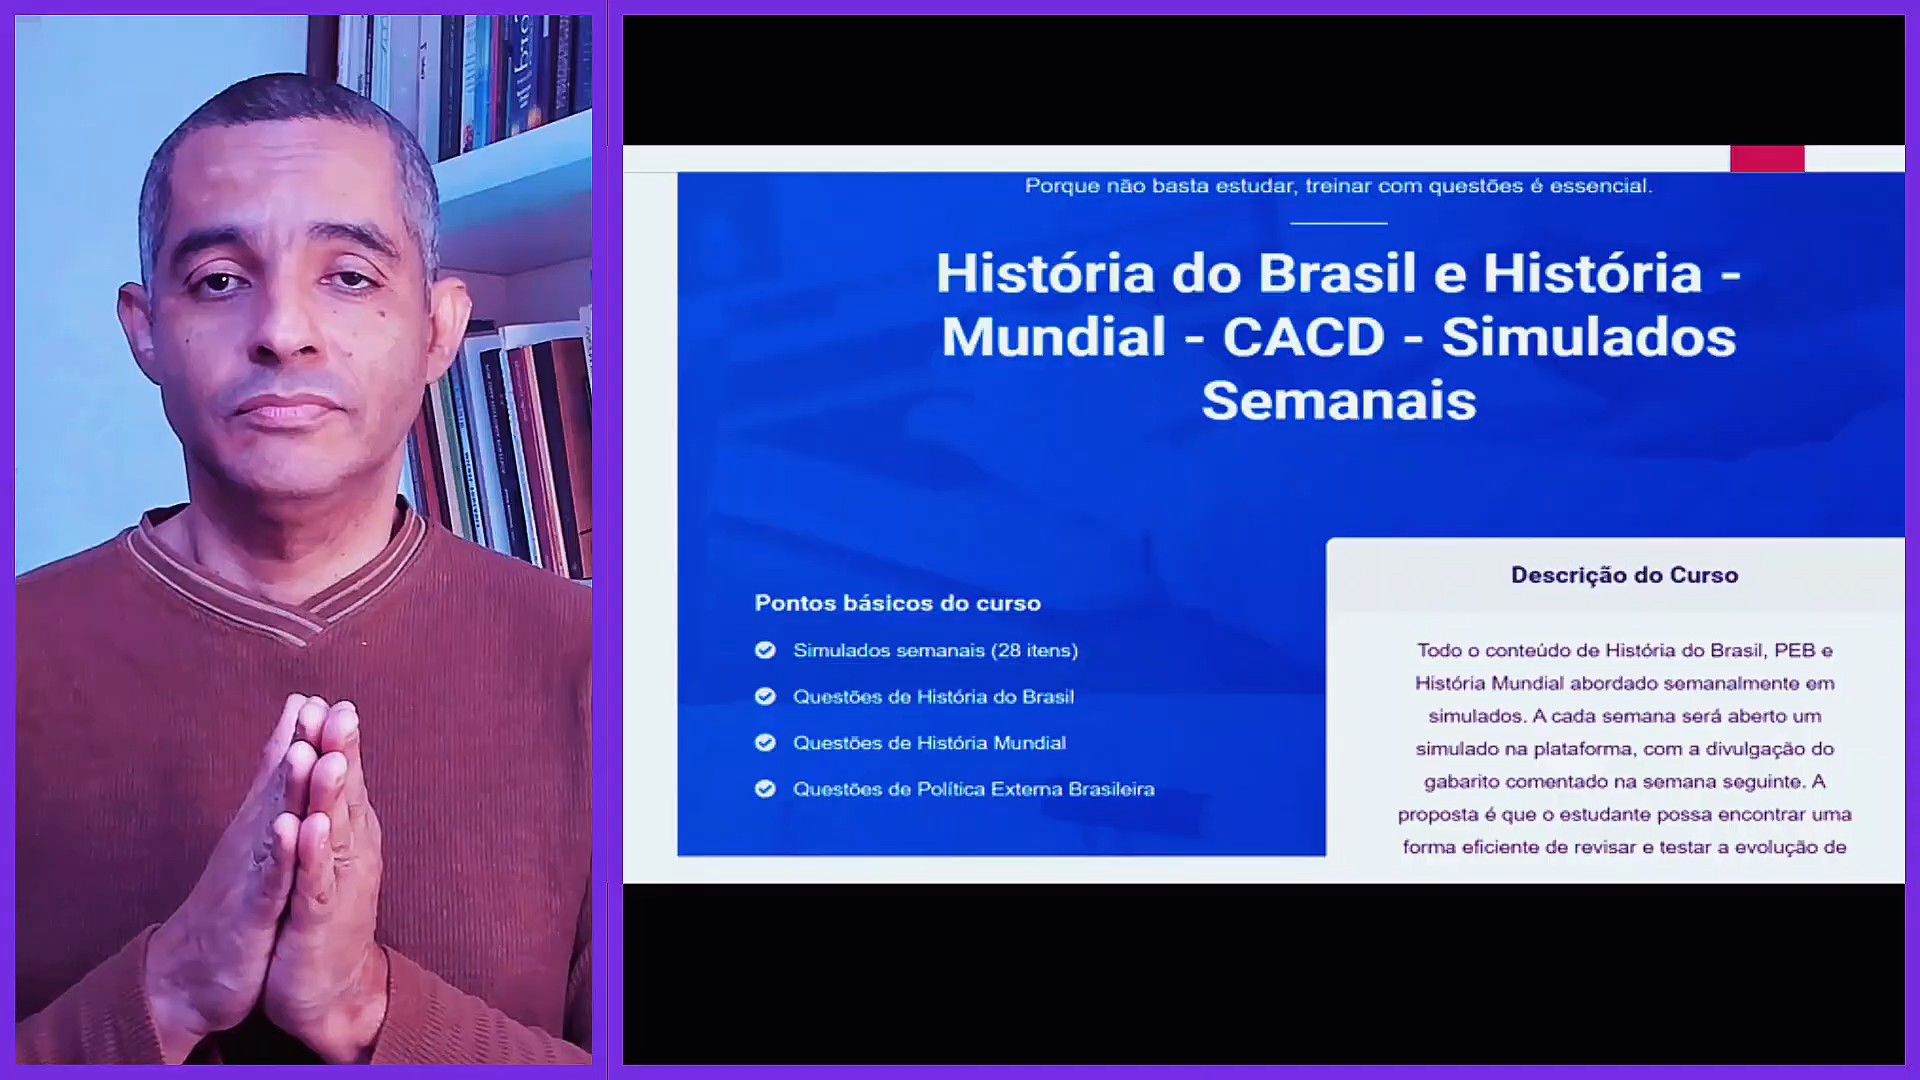 Porque não basta estudar, treinar com questões é essencial.
História do Brasil e História -
Mundial - CACD - Simulados
Semanais
Pontos básicos do curso
Simulados semanais (28 itens)
Questões de História do Brasil
Questões de História Mundial
Questões de Política Externa Brasileira
Descrição do Curso
Todo o conteúdo de História do Brasil, PEB e
História Mundial abordado semanalmente em
simulados. A cada semana será aberto um
simulado na plataforma, com a divulgação do
gabarito comentado na semana seguinte. A
proposta é que o estudante possa encontrar uma
forma eficiente de revisar e testar a evolução de